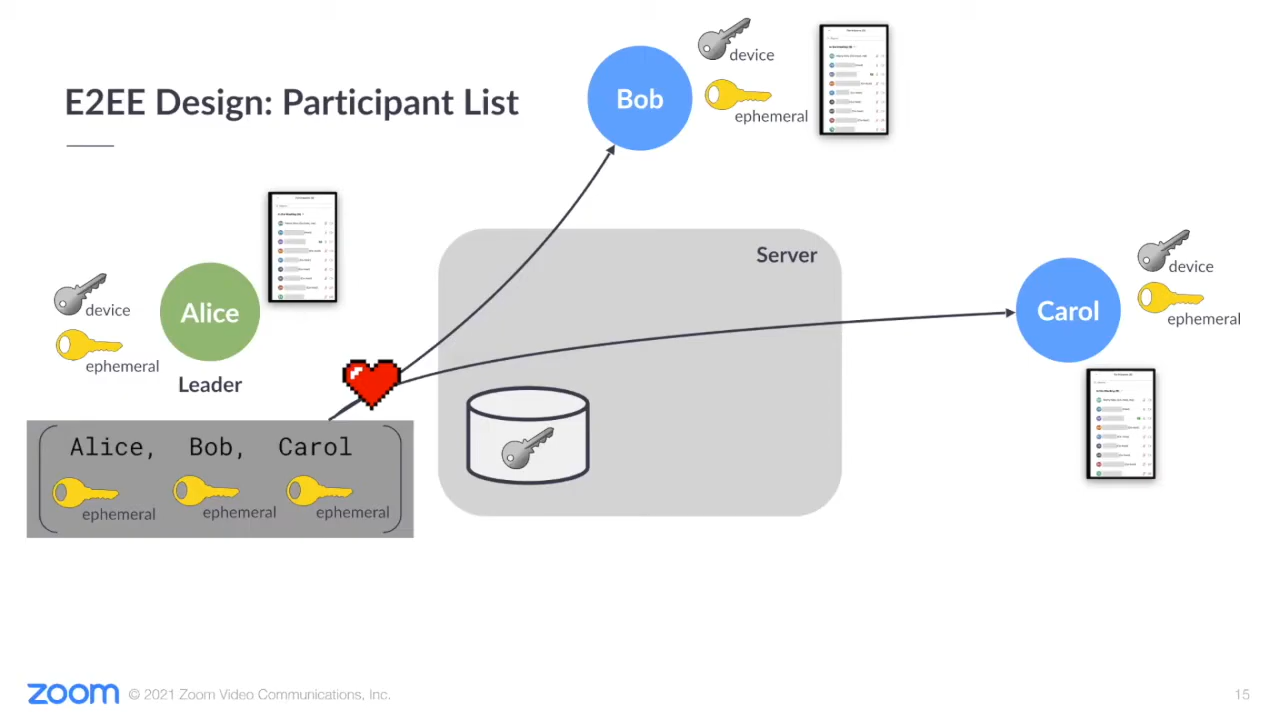 E2EE Design: Participant List
Bob
device
ephemeral
Server
Alice
Leader
device
ephemeral
Carol
device
ephemeral
Alice, Bob, Carol
ephemeral ephemeral ephemeral
zoom © 2021 Zoom Video Communications, Inc.
15